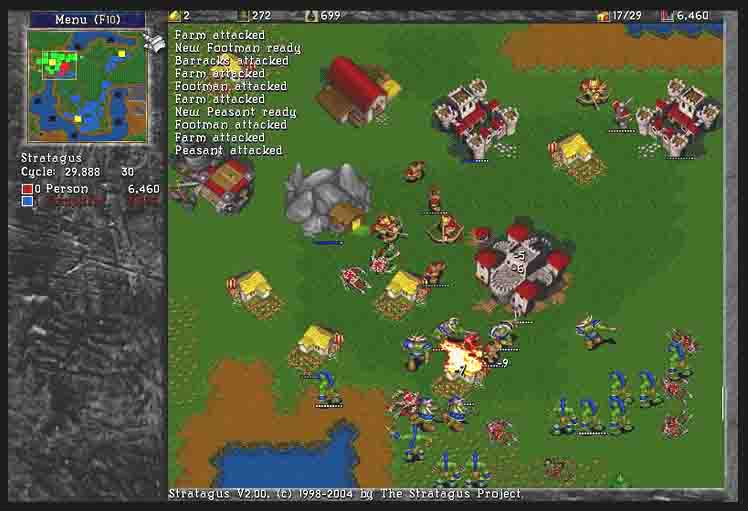 Menu (F10)
2 272 699 17/29 6,460
Farm attacked
New Footman ready
Barracks attacked
Farm attacked
Footman attacked
Farm attacked
New Peasant ready
Footman attacked
Farm attacked
Peasant attacked
Stratagus
Cycle: 29,888 30
0 Person 6,460
-9
Stratagus V2.00, (c) 1998-2004 by The Stratagus Project